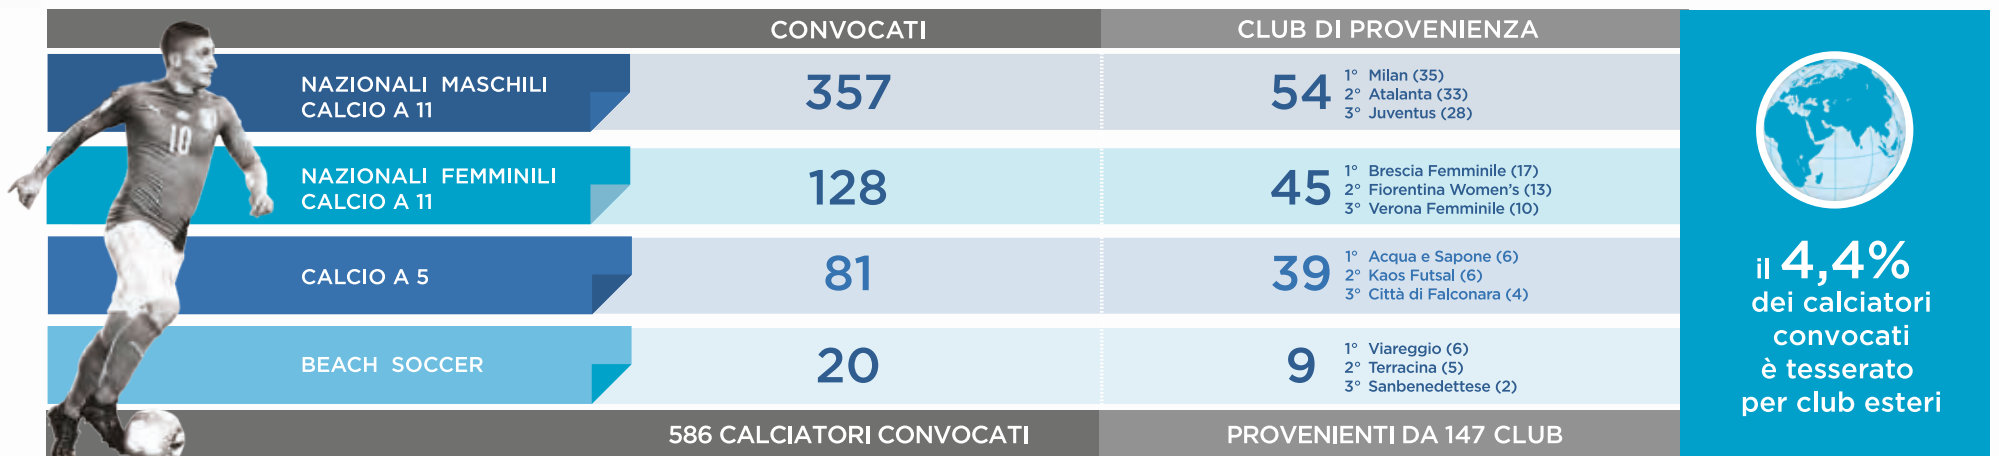 CONVOCATI
CLUB DI PROVENIENZA
NAZIONALI MASCHILI
CALCIO A 11
357
54
1° Milan (35)
2° Atalanta (33)
3° Juventus (28)
NAZIONALI FEMMINILI
CALCIO A 11
128
45
1° Brescia Femminile (17)
2° Fiorentina Women's (13)
3° Verona Femminile (10)
CALCIO A 5
81
39
1° Acqua e Sapone (6)
2° Kaos Futsal (6)
3° Città di Falconara (4)
BEACH SOCCER
20
9
1° Viareggio (6)
2° Terracina (5)
3° Sanbenedettese (2)
586 CALCIATORI CONVOCATI
PROVENIENTI DA 147 CLUB
il 4,4%
dei calciatori
convocati
è tesserato
per club esteri
10